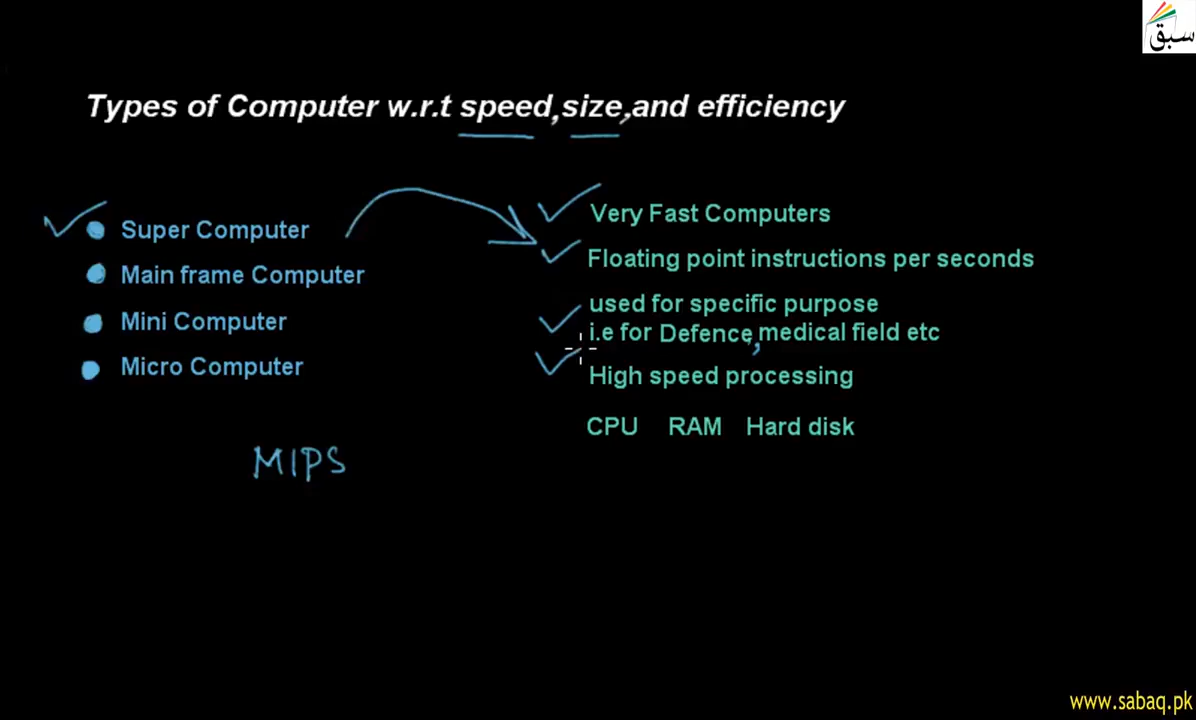 سبق
Types of Computer w.r.t speed,size,and efficiency
Super Computer
Main frame Computer
Mini Computer
Micro Computer
MIPS
Very Fast Computers
Floating point instructions per seconds
used for specific purpose
i.e for Defence, medical field etc
High speed processing
CPU RAM Hard disk
www.sabaq.pk